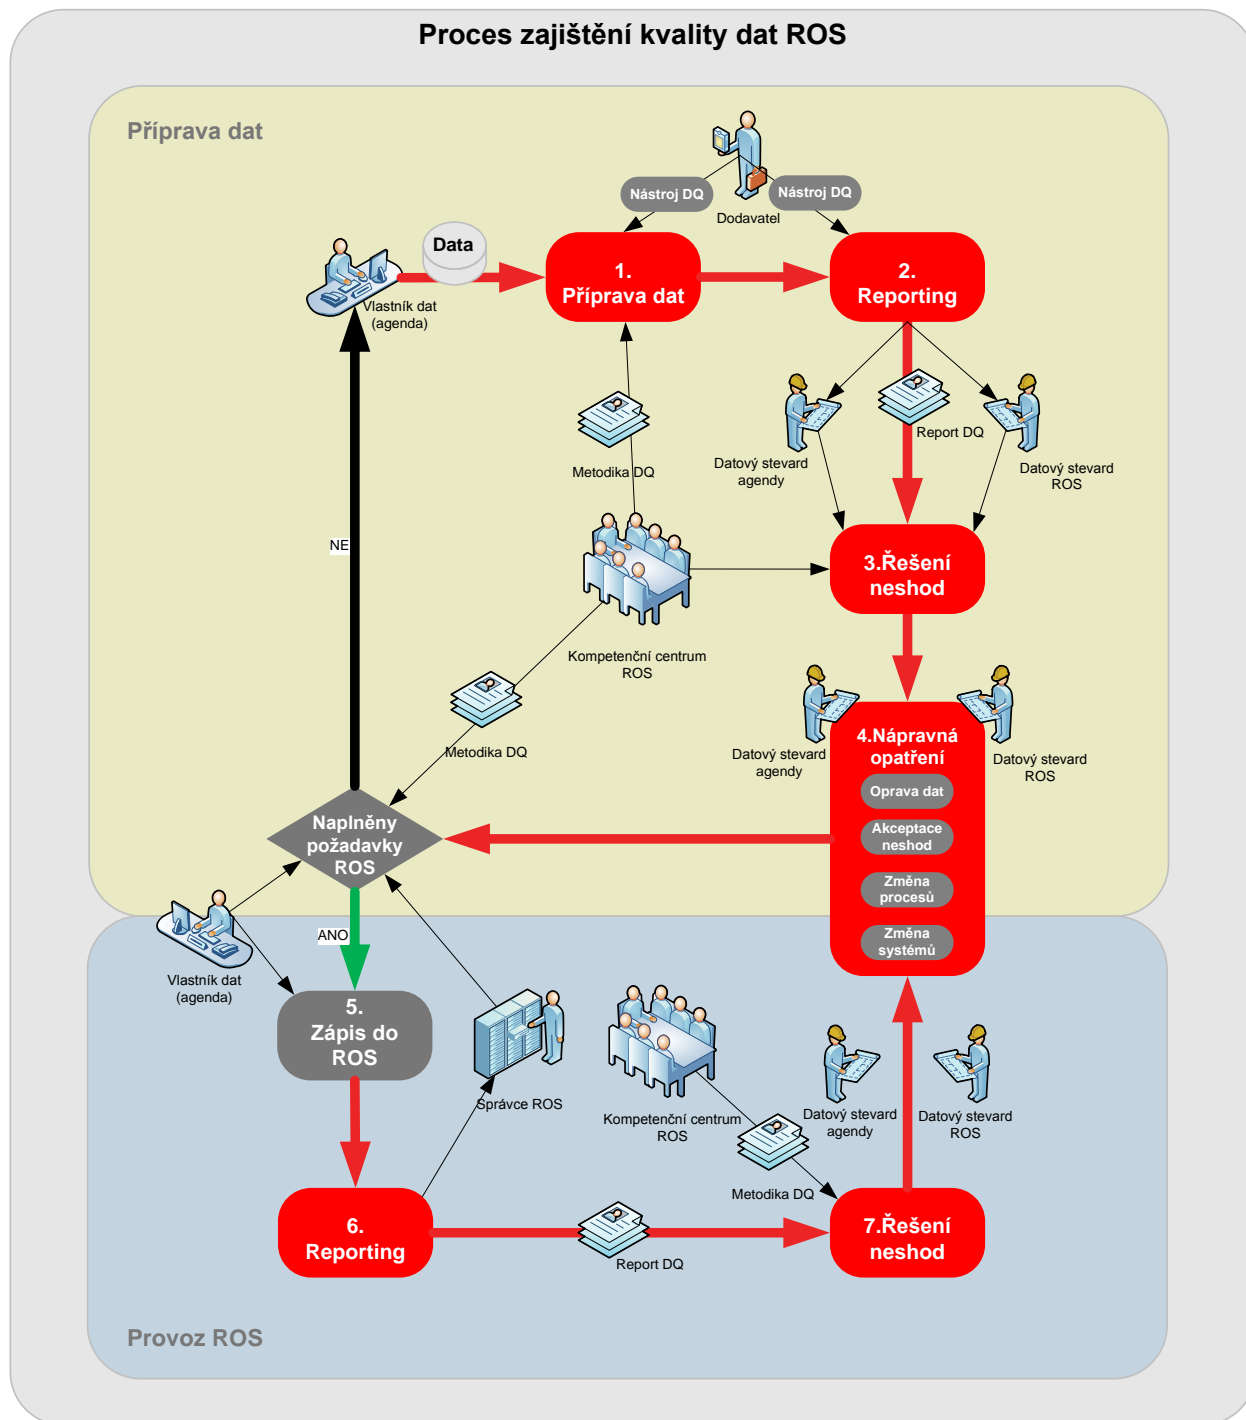 Proces zajištění kvality dat ROS
Příprava dat
Nástroj DQ
Nástroj DQ
Dodavatel
Data
Vlastník dat
(agenda)
1.
Příprava dat
2.
Reporting
Metodika DQ
Report DQ
Datový stevard
agendy
Datový stevard
ROS
NE
3.Řešení
neshod
Kompetenční centrum
ROS
Metodika DQ
Datový stevard
agendy
4.Nápravná
opatření
Datový stevard
ROS
Oprava dat
Akceptace
neshod
Změna
procesů
Změna
systémů
Naplněny
požadavky
ROS
ANO
Vlastník dat
(agenda)
5.
Zápis do
ROS
Správce ROS
Kompetenční centrum
ROS
Datový stevard
agendy
Datový stevard
ROS
Metodika DQ
6.
Reporting
Report DQ
7.Řešení
neshod
Provoz ROS